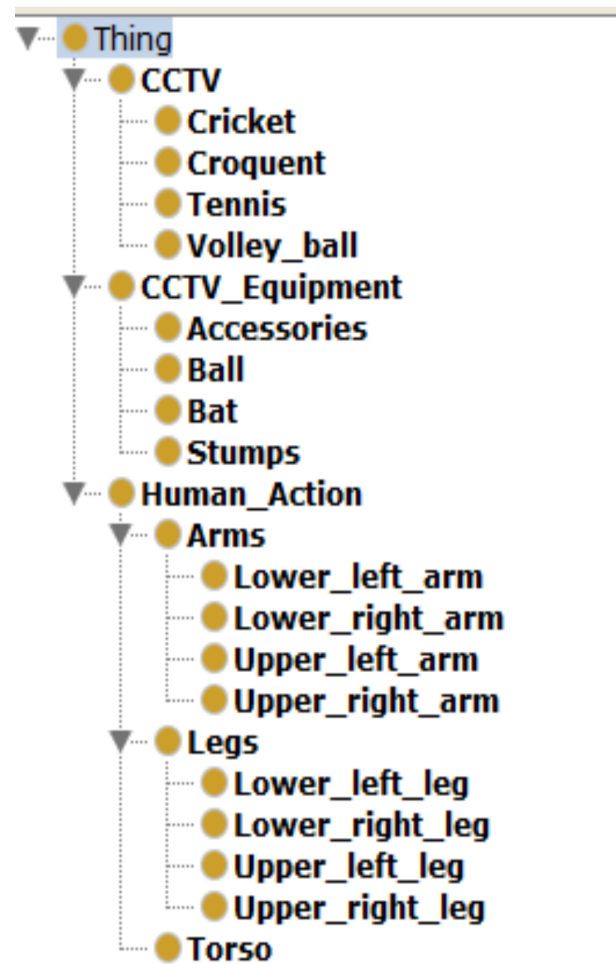 Thing
CCTV
Cricket
Croquent
Tennis
Volley_ball
CCTV_Equipment
Accessories
Ball
Bat
Stumps
Human_Action
Arms
Lower_left_arm
Lower_right_arm
Upper_left_arm
Upper_right_arm
Legs
Lower_left_leg
Lower_right_leg
Upper_left_leg
Upper_right_leg
Torso